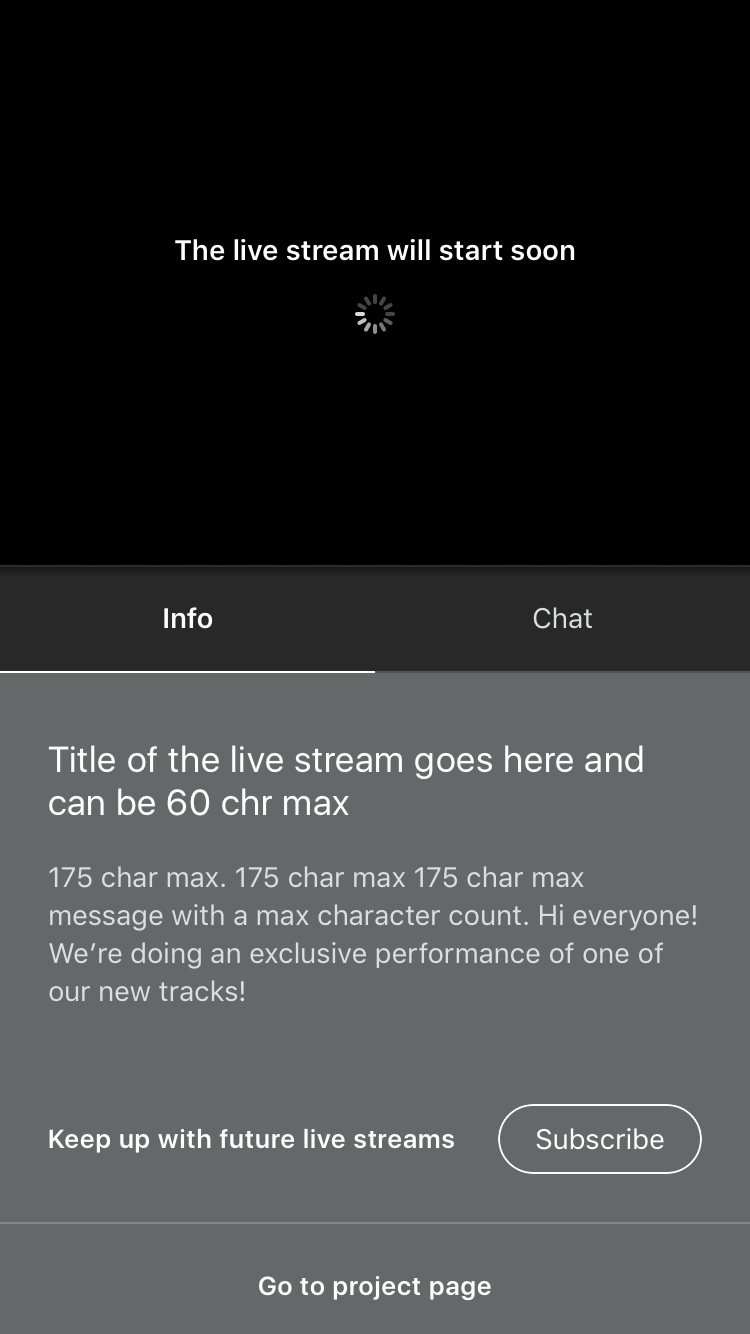 The live stream will start soon
Info
Chat
Title of the live stream goes here and
can be 60 chr max
175 char max. 175 char max 175 char max
message with a max character count. Hi everyone!
We’re doing an exclusive performance of one of
our new tracks!
Keep up with future live streams
Subscribe
Go to project page